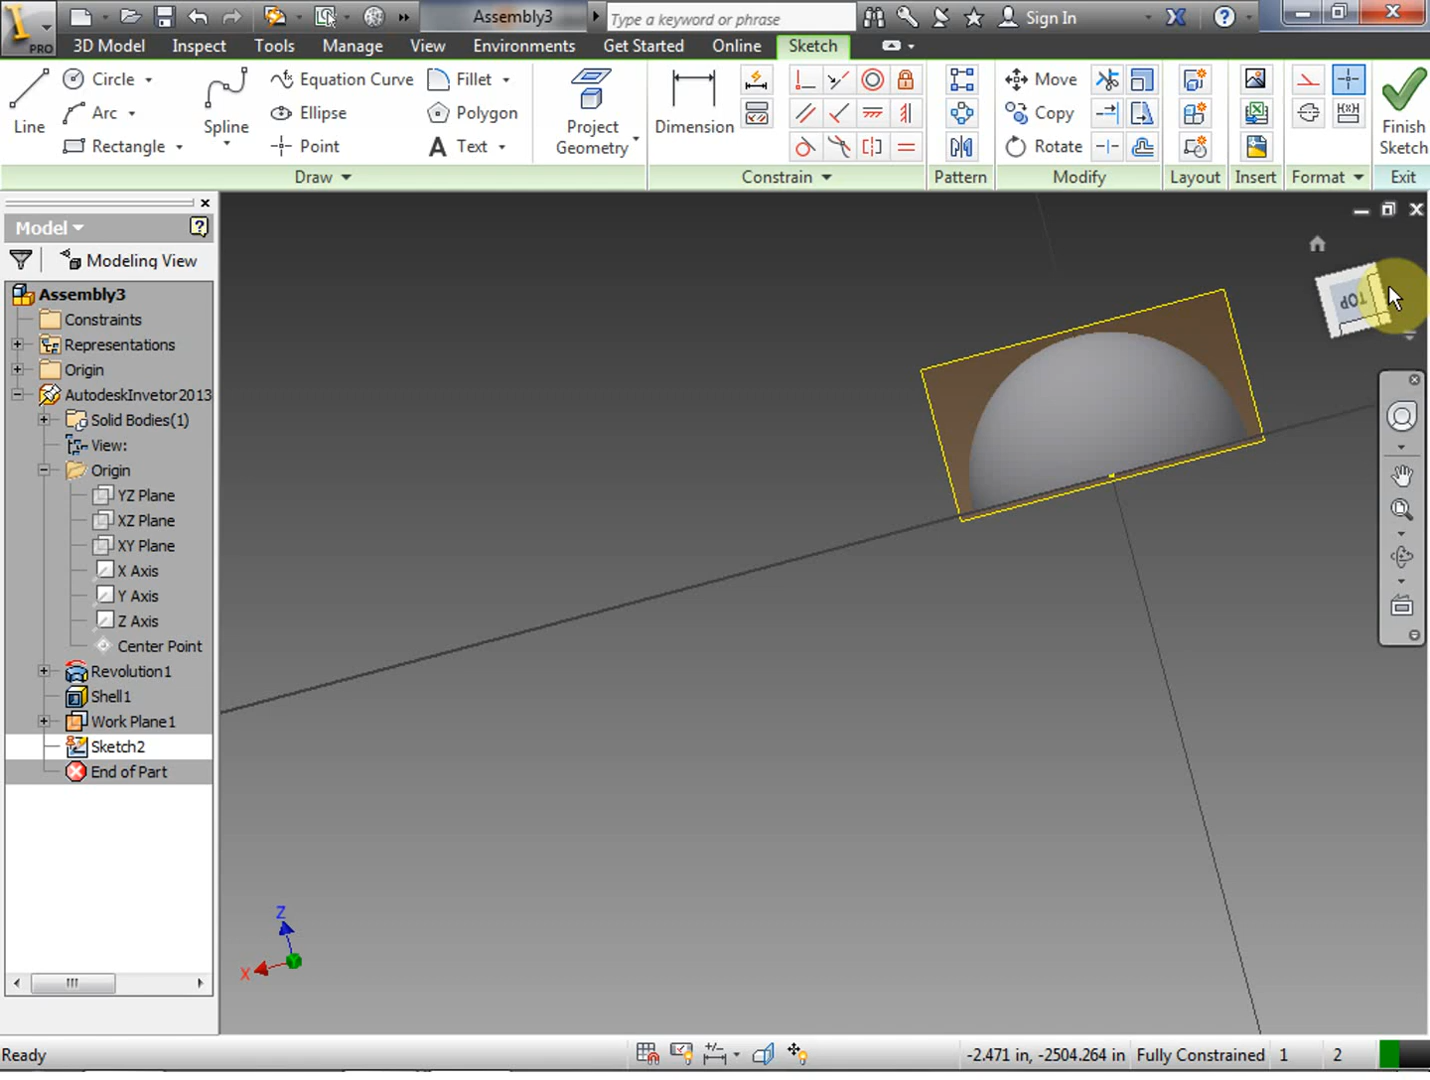 PRO
Assembly3
Type a keyword or phrase
Sign In
3D Model
Inspect
Tools
Manage
View
Environments
Get Started
Online
Sketch
Line
Circle
Arc
Rectangle
Spline
Equation Curve
Ellipse
Point
Fillet
Polygon
A Text
Project
Geometry
Dimension
Move
Copy
Rotate
Finish
Sketch
Draw
Constrain
Pattern
Modify
Layout
Insert
Format
Exit
Model
Modeling View
Assembly3
Constraints
Representations
Origin
AutodeskInvetor2013
Solid Bodies(1)
View:
Origin
YZ Plane
XZ Plane
XY Plane
X Axis
Y Axis
Z Axis
Center Point
Revolution1
Shell1
Work Plane1
Sketch2
End of Part
TOP
Z
X
Ready
-2.471 in, -2504.264 in
Fully Constrained
1
2